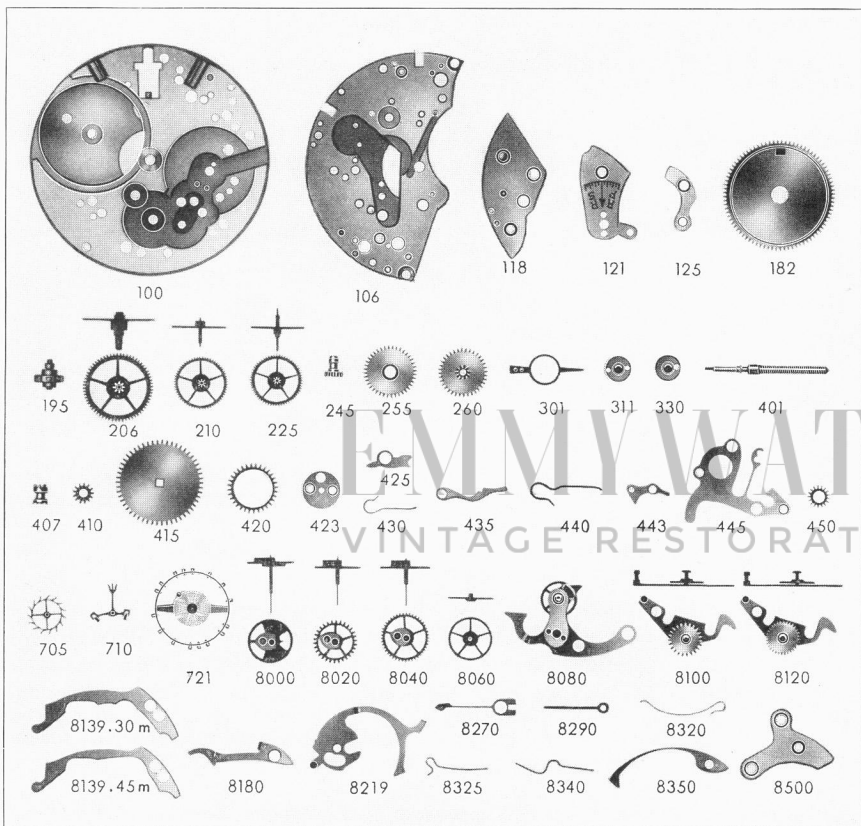 100 106 118 121 125 182
195 206 210 225 245 255 260 301 311 330 401
EMMYWAT
407 410 415 420 423 425 430 435 440 443 445 450
VINTAGE RESTORAT
705 710 721 8000 8020 8040 8060 8080 8100 8120
8139.30 m 8270 8290 8320
8139.45 m 8180 8219 8325 8340 8350 8500